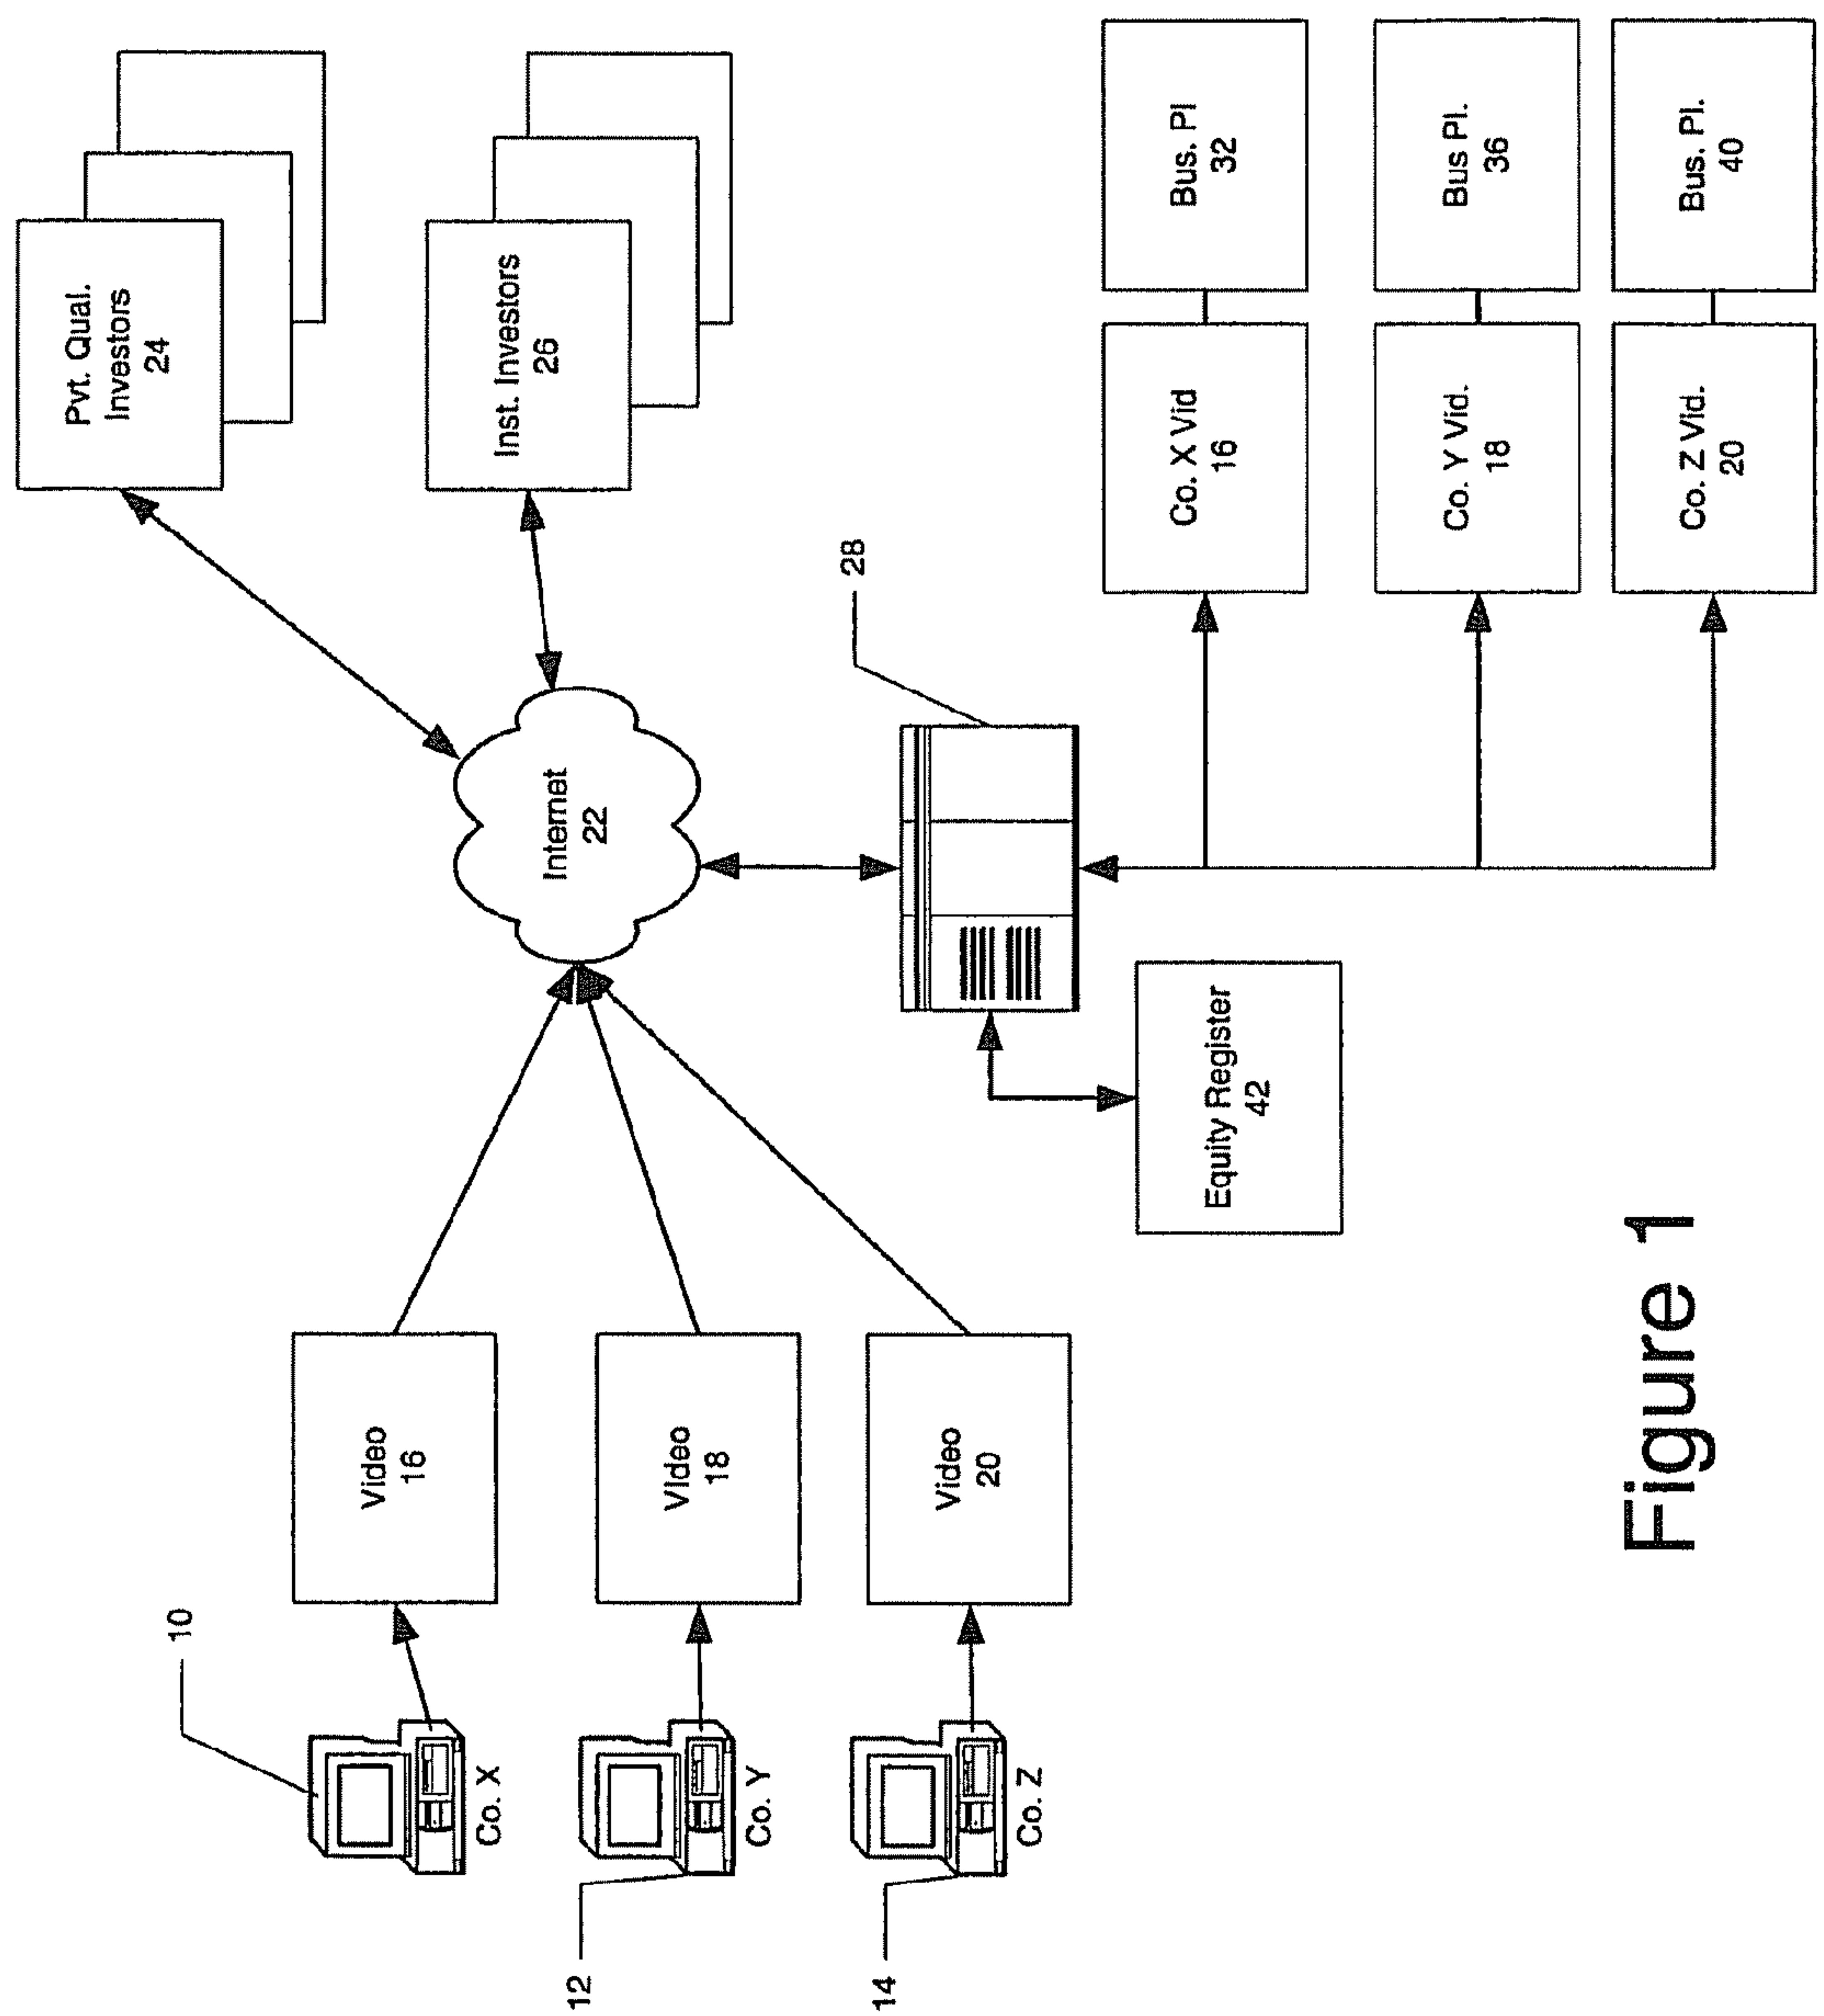 10
Co. X
12
Co. Y
14
Co. Z
Video
16
VIdeo
18
Video
20
Internet
22
Pvt. Qual.
Investors
24
Inst. Investors
26
28
Equity Register
42
Co. X Vid
16
Bus. Pl
32
Co. Y Vid.
18
Bus Pl.
36
Co. Z Vid.
20
Bus. Pl.
40
Figure 1